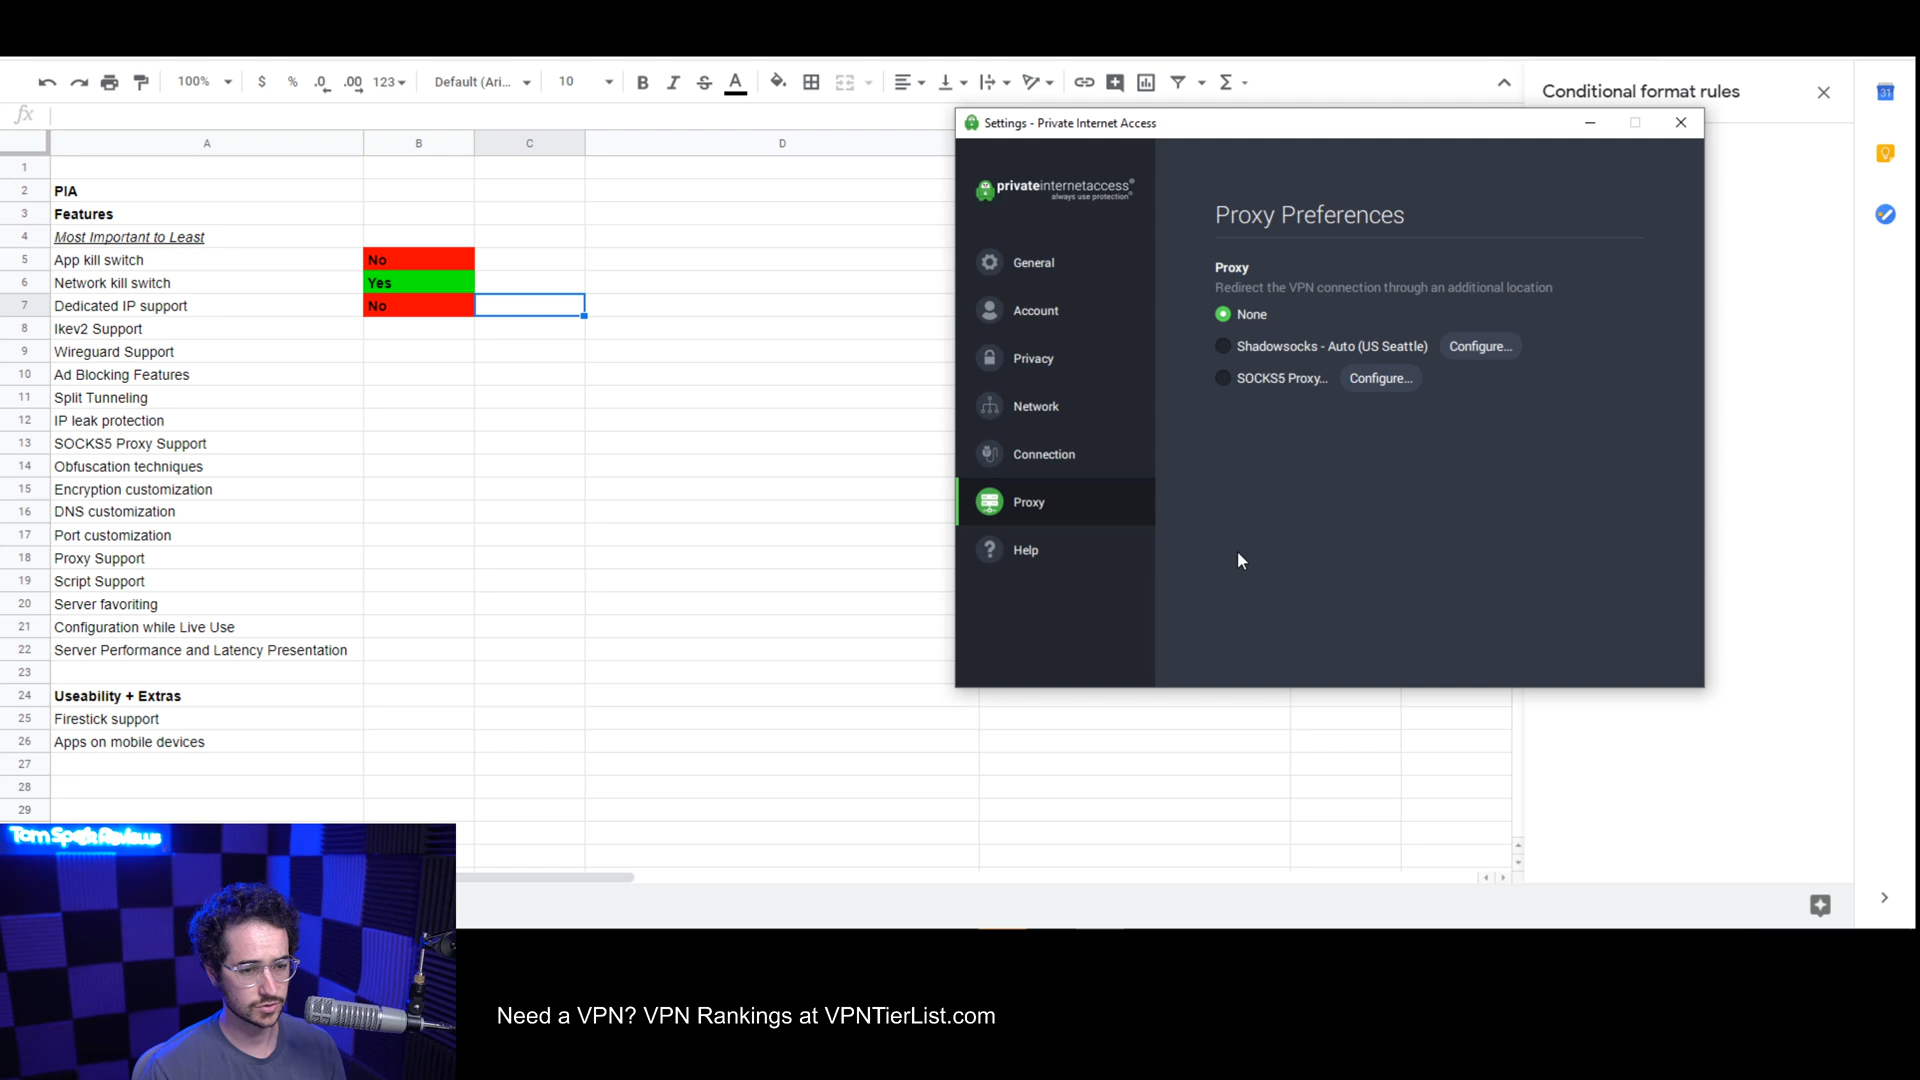 100%
$
%
.0
.00
123
Default (Ari...
10
B
I
S
A
Σ
Conditional format rules
31
fx
A
B
C
D
1
2
PIA
3
Features
4
Most Important to Least
5
App kill switch
No
6
Network kill switch
Yes
7
Dedicated IP support
No
8
Ikev2 Support
9
Wireguard Support
10
Ad Blocking Features
11
Split Tunneling
12
IP leak protection
13
SOCKS5 Proxy Support
14
Obfuscation techniques
15
Encryption customization
16
DNS customization
17
Port customization
18
Proxy Support
19
Script Support
20
Server favoriting
21
Configuration while Live Use
22
Server Performance and Latency Presentation
23
24
Useability + Extras
25
Firestick support
26
Apps on mobile devices
27
28
29
Settings - Private Internet Access
privateinternetaccess®
always use protection®
General
Account
Privacy
Network
Connection
Proxy
Help
Proxy Preferences
Proxy
Redirect the VPN connection through an additional location
None
Shadowsocks - Auto (US Seattle)
Configure...
SOCKS5 Proxy...
Configure...
Tom Spark Reviews
Need a VPN? VPN Rankings at VPNTierList.com